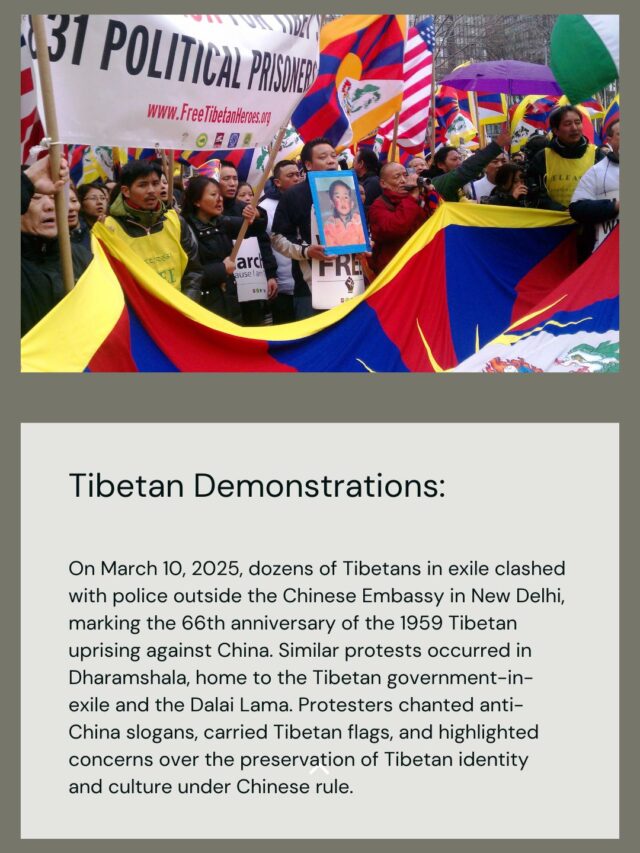 31 POLITICAL PRISONERS
www.FreeTibetanHeroes.org
FRE
Tibetan Demonstrations:
On March 10, 2025, dozens of Tibetans in exile clashed
with police outside the Chinese Embassy in New Delhi,
marking the 66th anniversary of the 1959 Tibetan
uprising against China. Similar protests occurred in
Dharamshala, home to the Tibetan government-in-
exile and the Dalai Lama. Protesters chanted anti-
China slogans, carried Tibetan flags, and highlighted
concerns over the preservation of Tibetan identity
and culture under Chinese rule.